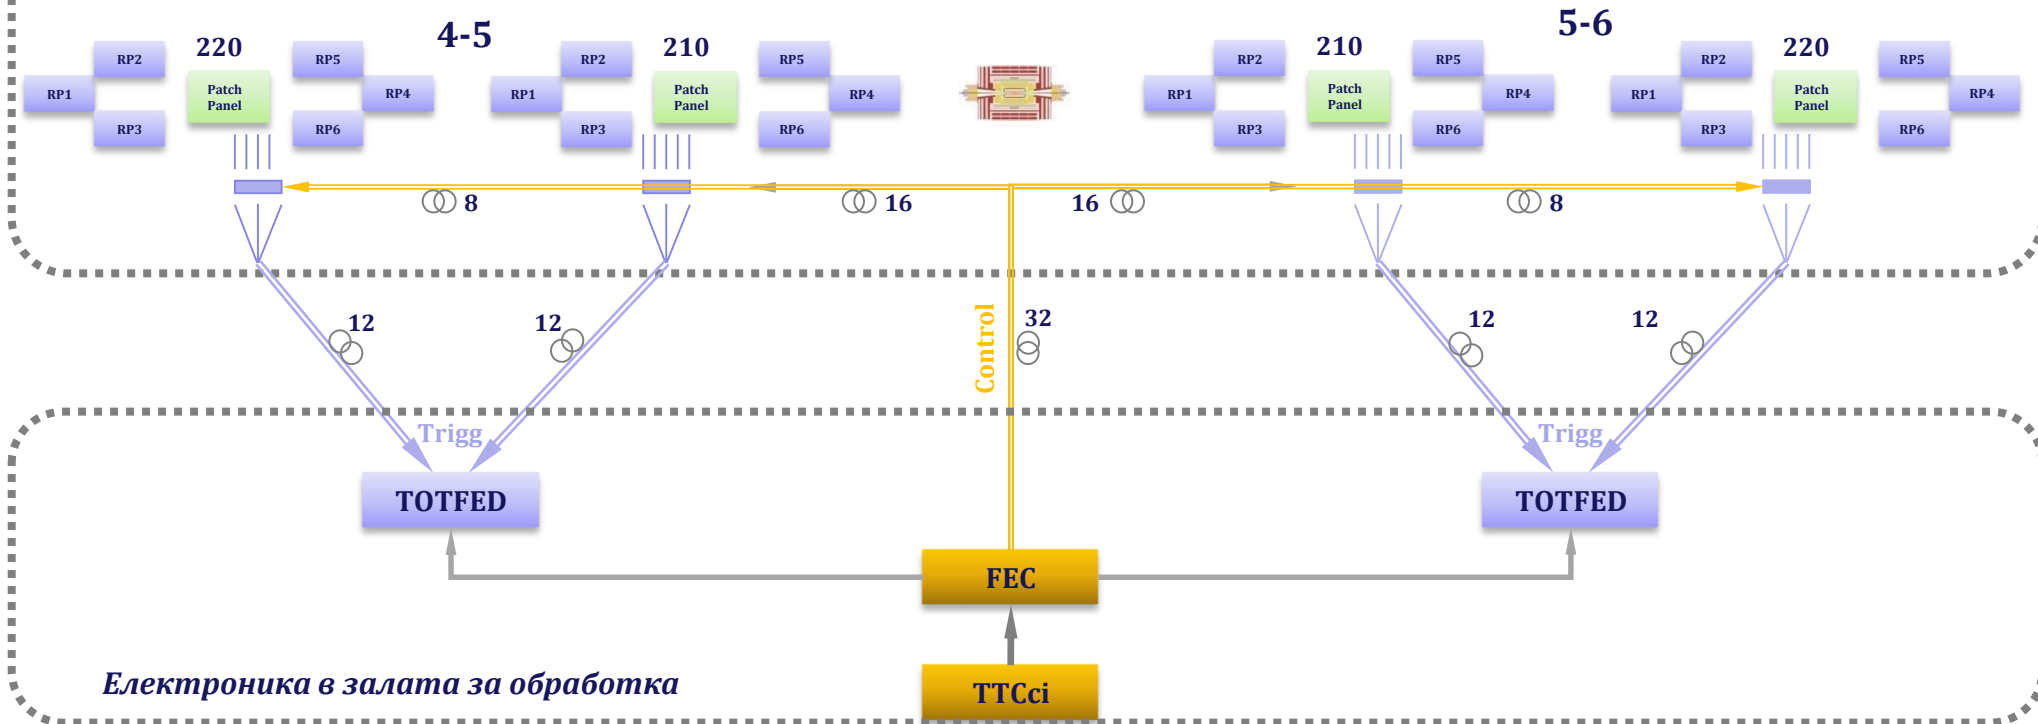 4-5
5-6
220
210
210
220
RP2
RP5
RP2
RP5
RP2
RP5
RP2
RP5
RP1
Patch
Panel
RP4
RP1
Patch
Panel
RP4
RP1
Patch
Panel
RP4
RP1
Patch
Panel
RP4
RP3
RP6
RP3
RP6
RP3
RP6
RP3
RP6
8
16
16
8
12
12
32
12
12
Control
Trigg
Trigg
TOTFED
TOTFED
FEC
TTCci
Електроника в залата за обработка